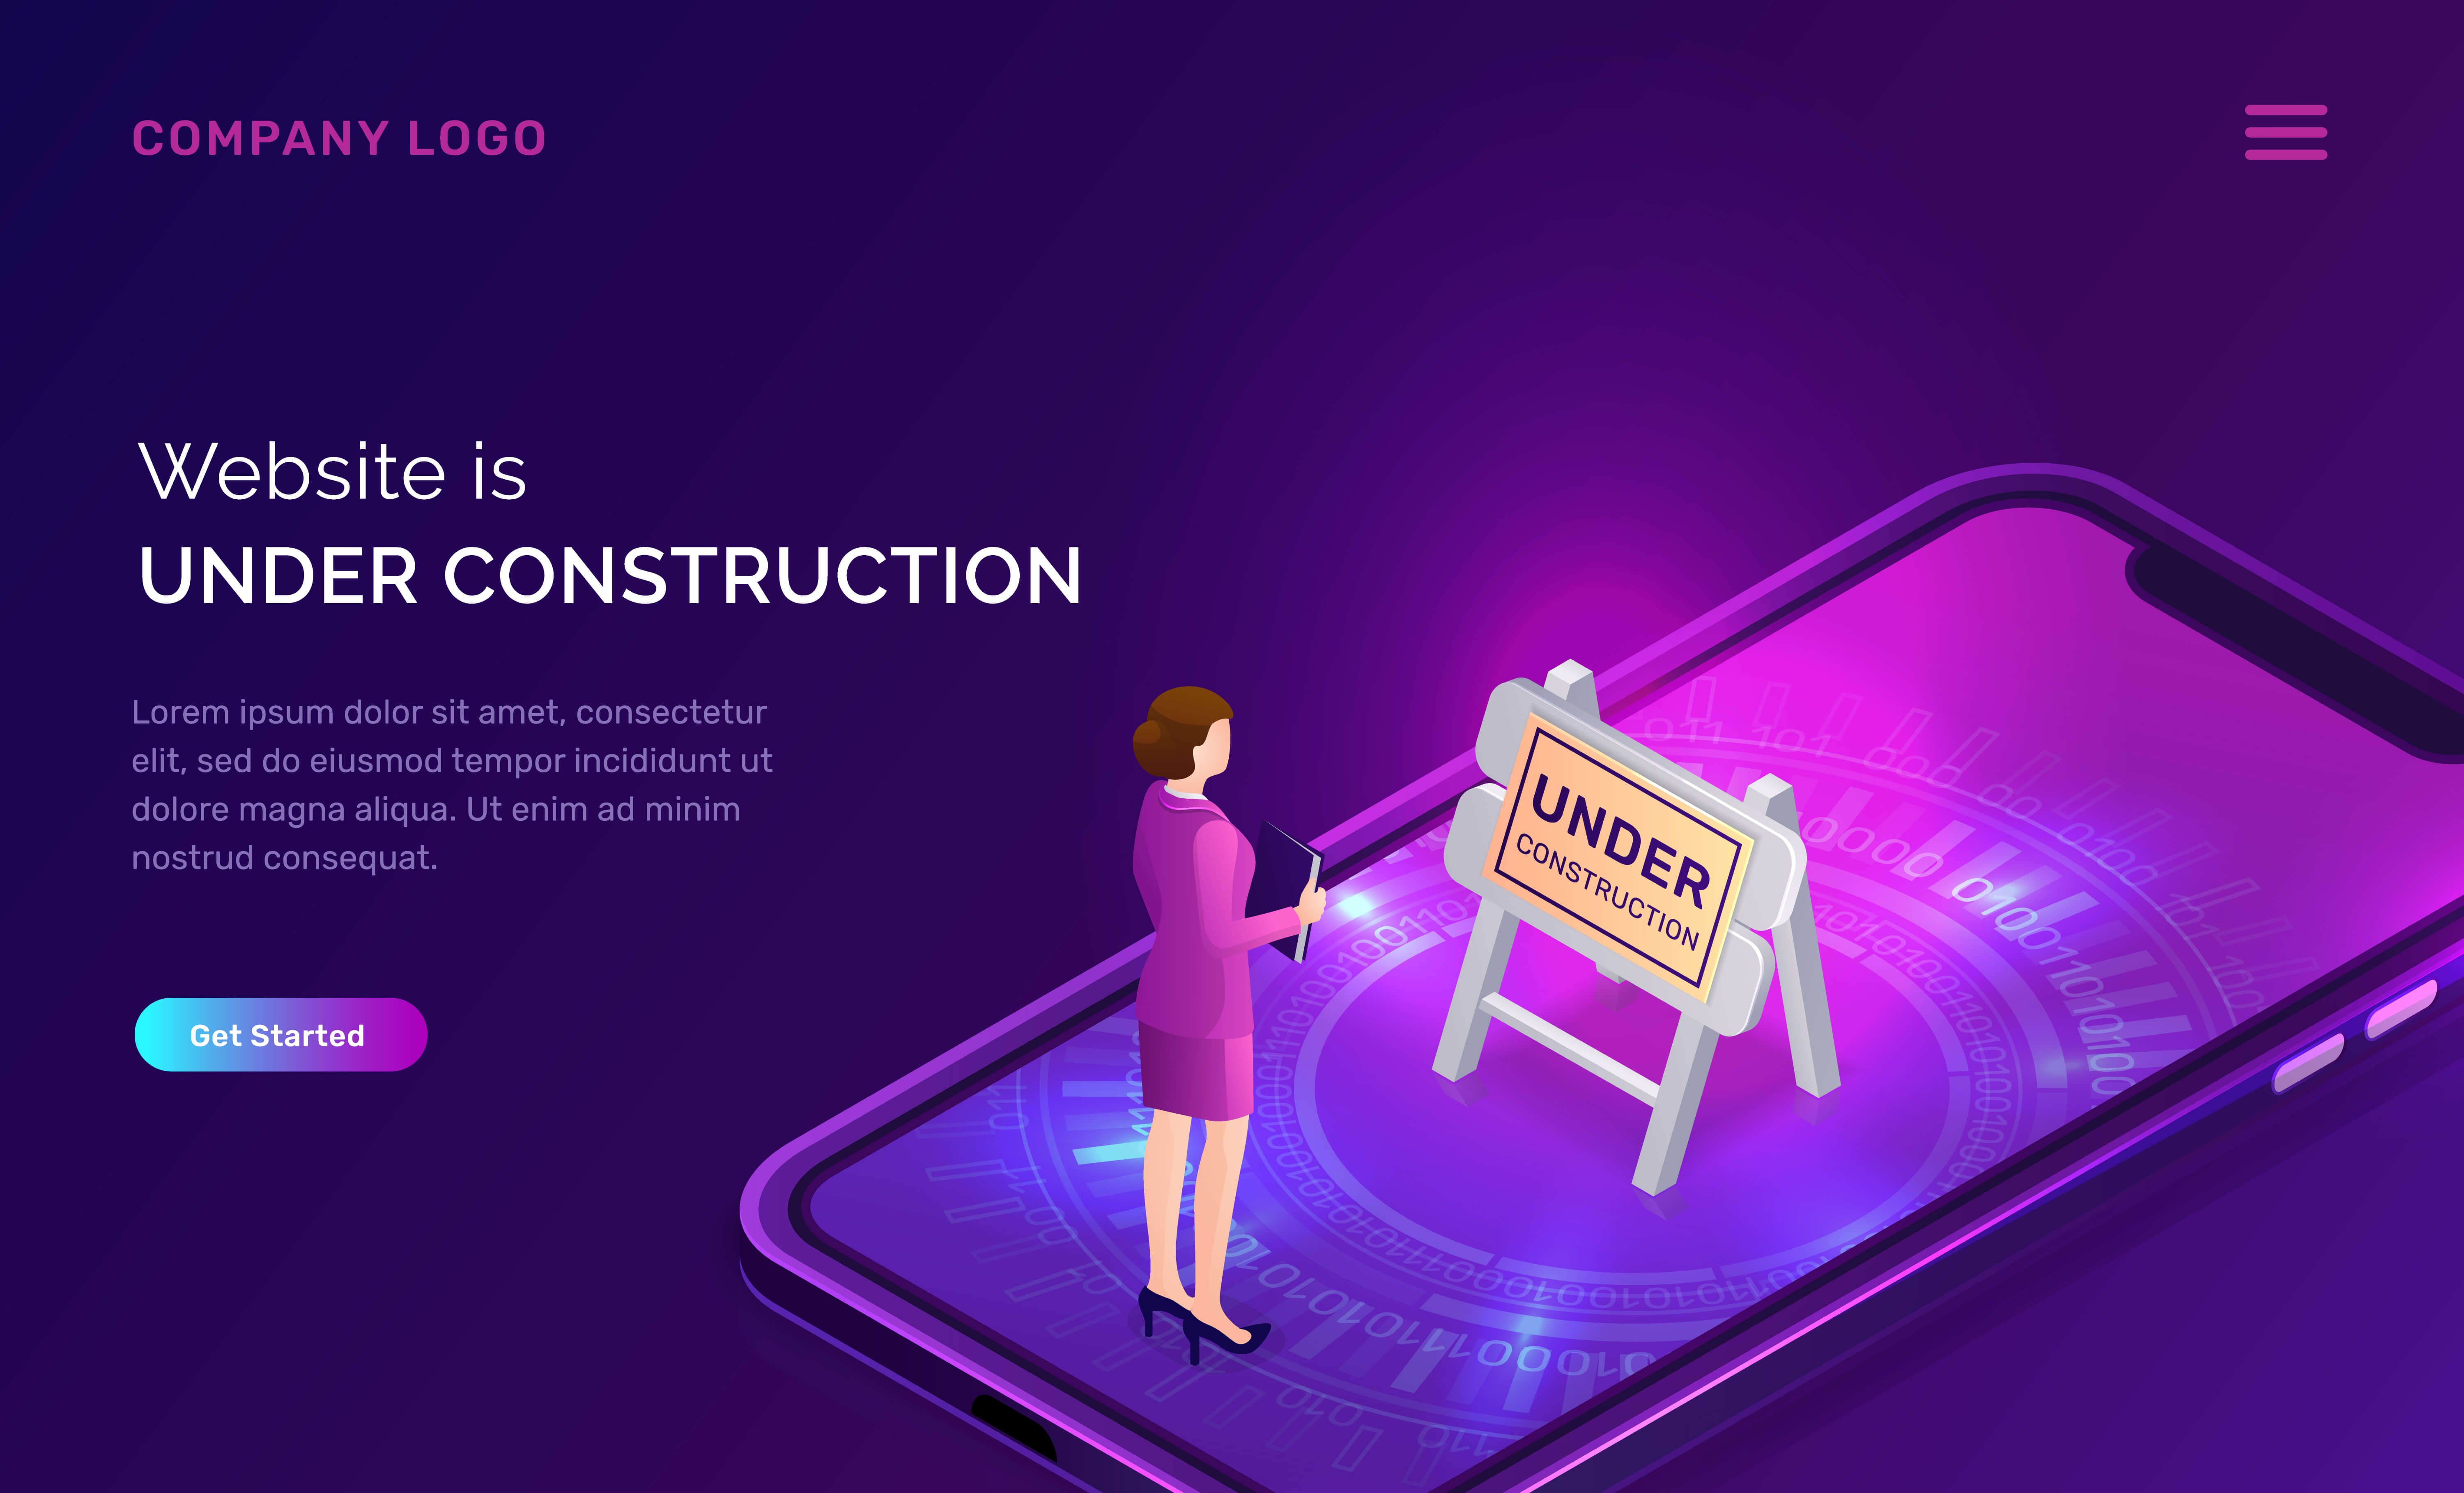 COMPANY LOGO
Website is
UNDER CONSTRUCTION
Lorem ipsum dolor sit amet, consectetur
elit, sed do eiusmod tempor incididunt ut
dolore magna aliqua. Ut enim ad minim
nostrud consequat.
Get Started
UNDER
CONSTRUCTION